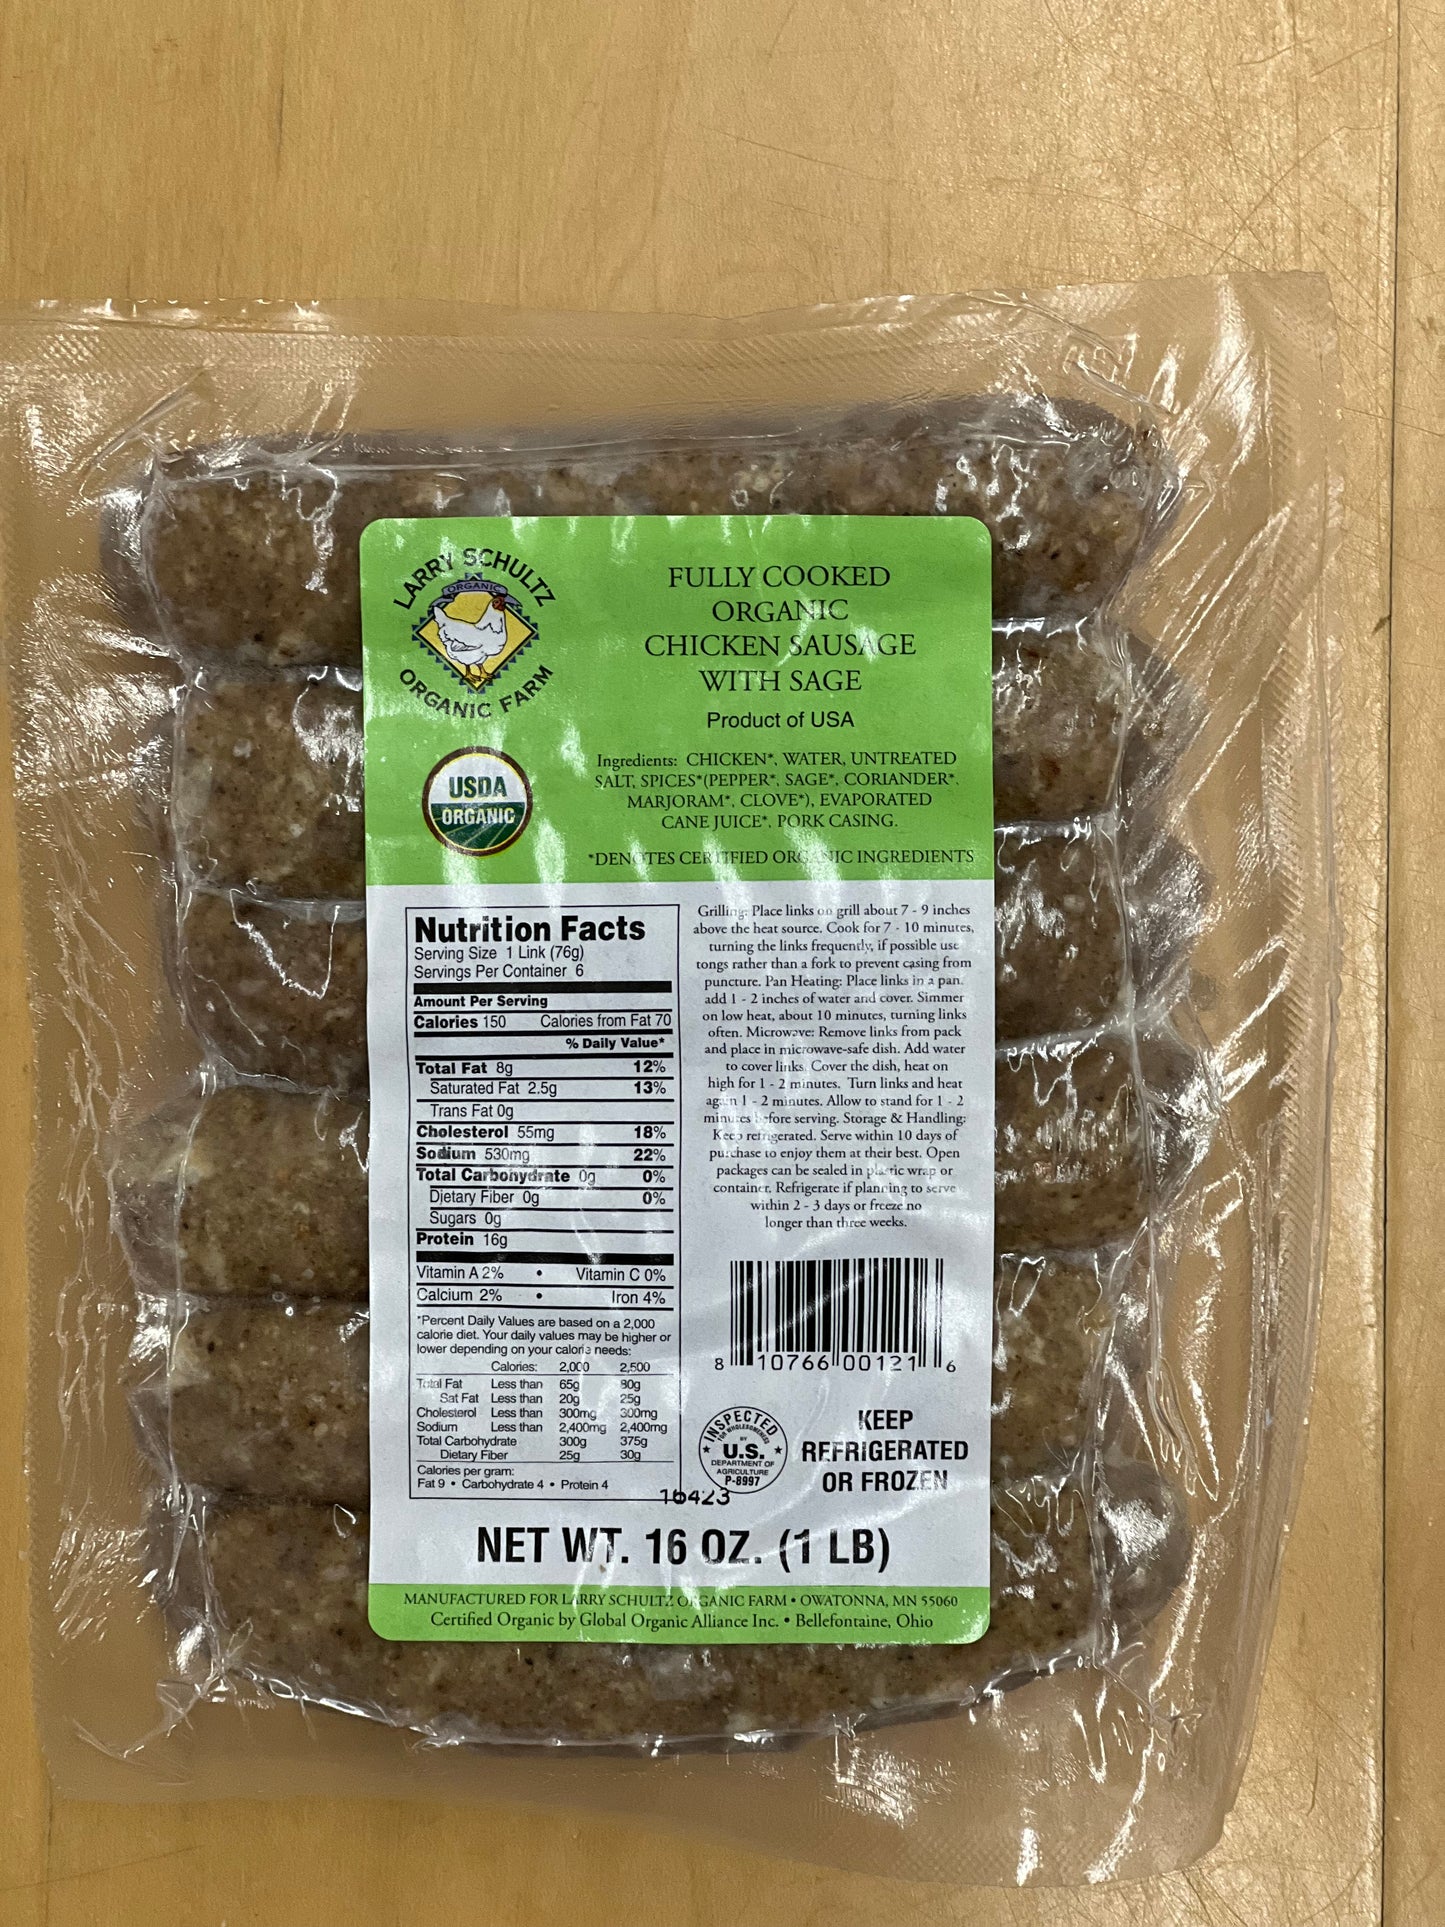 LARRY SCHULTZ
ORGANIC
ORGANIC FARM
FULLY COOKED
ORGANIC
CHICKEN SAUSAGE
WITH SAGE
Product of USA
USDA
ORGANIC
Ingredients: CHICKEN*, WATER, UNTREATED
SALT, SPICES*(PEPPER*, SAGE*, CORIANDER*,
MARJORAM*, CLOVE*), EVAPORATED
CANE JUICE*, PORK CASING.
*DENOTES CERTIFIED ORGANIC INGREDIENTS
Nutrition Facts
Serving Size 1 Link (76g)
Servings Per Container 6
Amount Per Serving
Calories 150 Calories from Fat 70
% Daily Value*
Total Fat 8g 12%
Saturated Fat 2.5g 13%
Trans Fat 0g
Cholesterol 55mg 18%
Sodium 530mg 22%
Total Carbohydrate 0g 0%
Dietary Fiber 0g 0%
Sugars 0g
Protein 16g
Vitamin A 2% • Vitamin C 0%
Calcium 2% • Iron 4%
*Percent Daily Values are based on a 2,000
calorie diet. Your daily values may be higher or
lower depending on your calorie needs:
Calories: 2,000 2,500
Total Fat Less than 65g 80g
Sat Fat Less than 20g 25g
Cholesterol Less than 300mg 300mg
Sodium Less than 2,400mg 2,400mg
Total Carbohydrate 300g 375g
Dietary Fiber 25g 30g
Calories per gram:
Fat 9 • Carbohydrate 4 • Protein 4
Grilling: Place links on grill about 7 - 9 inches
above the heat source. Cook for 7 - 10 minutes,
turning the links frequently, if possible use
tongs rather than a fork to prevent casing from
puncture. Pan Heating: Place links in a pan.
add 1 - 2 inches of water and cover. Simmer
on low heat, about 10 minutes, turning links
often. Microwave: Remove links from pack
and place in microwave-safe dish. Add water
to cover links. Cover the dish, heat on
high for 1 - 2 minutes. Turn links and heat
again 1 - 2 minutes. Allow to stand for 1 - 2
minutes before serving. Storage & Handling:
Keep refrigerated. Serve within 10 days of
purchase to enjoy them at their best. Open
packages can be sealed in plastic wrap or
container. Refrigerate if planning to serve
within 2 - 3 days or freeze no
longer than three weeks.
8 10766 00121 6
INSPECTED
FOR WHOLESOMENESS
BY
U.S.
DEPARTMENT OF
AGRICULTURE
P-8997
KEEP
REFRIGERATED
OR FROZEN
16423
NET WT. 16 OZ. (1 LB)
MANUFACTURED FOR LARRY SCHULTZ ORGANIC FARM • OWATONNA, MN 55060
Certified Organic by Global Organic Alliance Inc. • Bellefontaine, Ohio